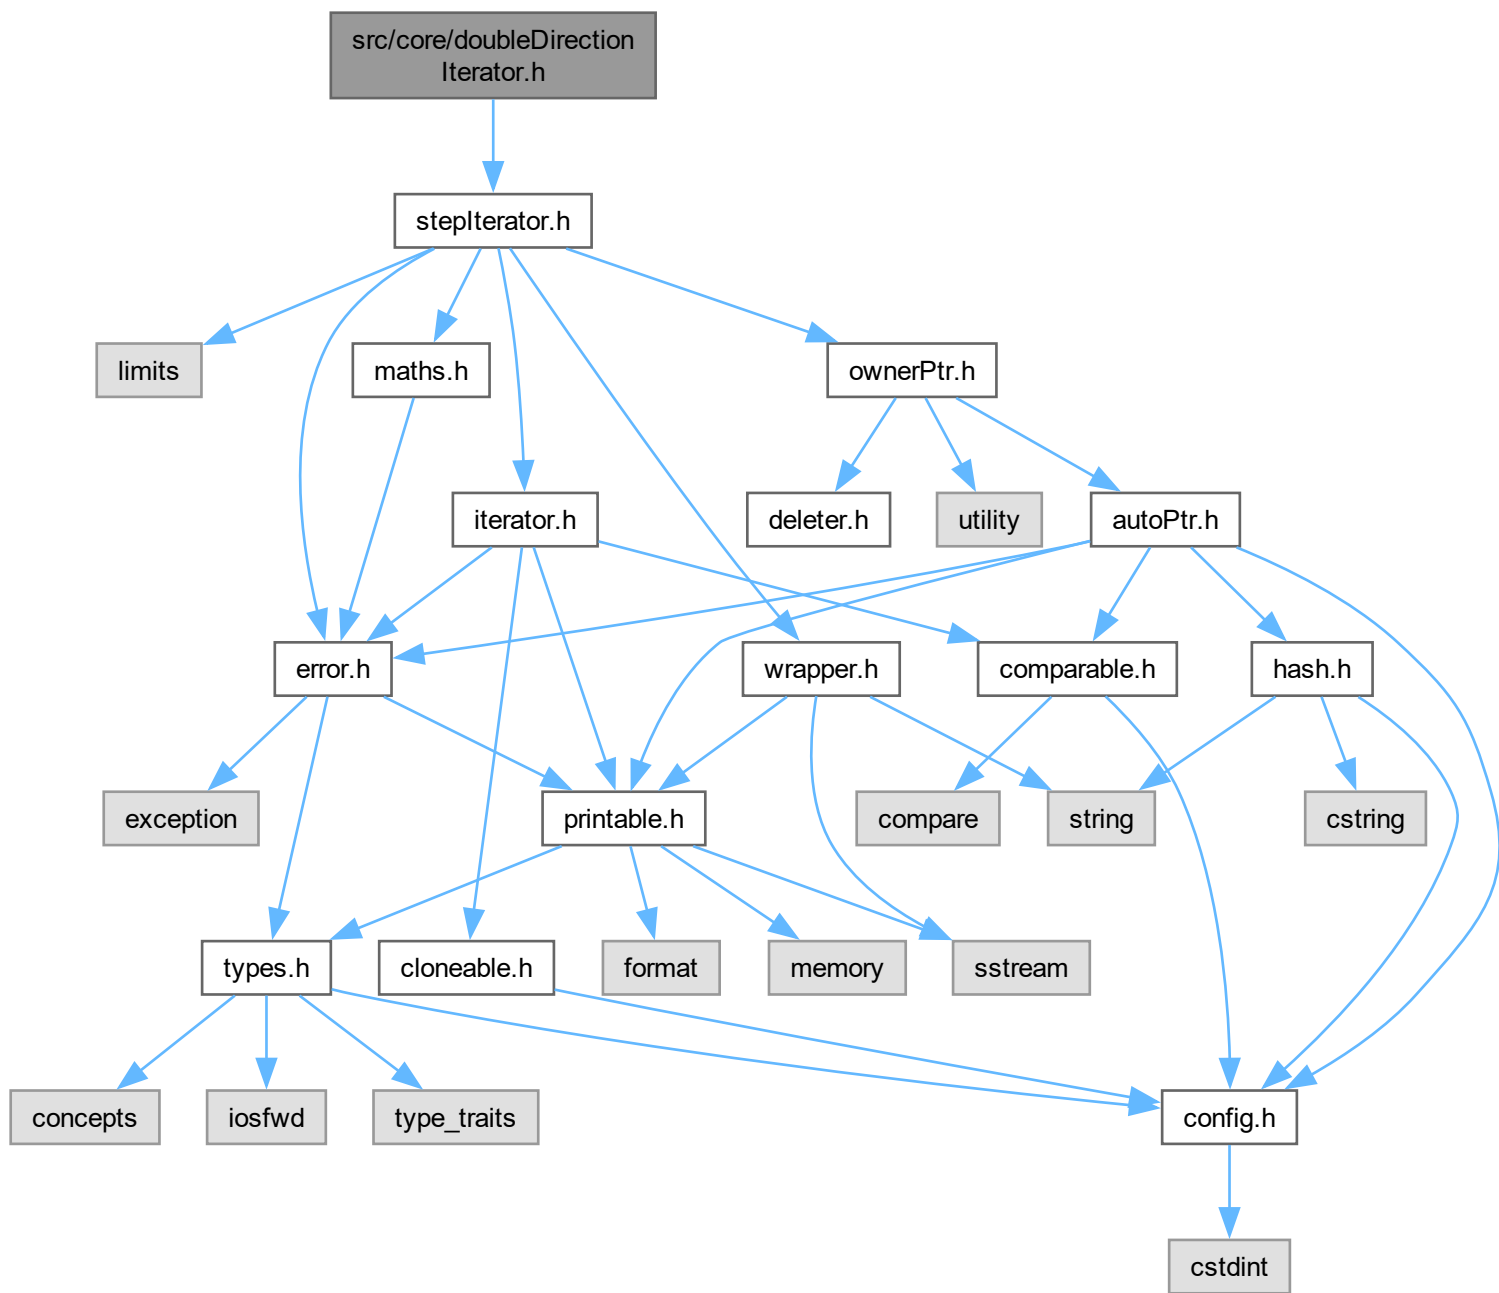 src/core/doubleDirection
Iterator.h
stepIterator.h
limits
maths.h
ownerPtr.h
iterator.h
deleter.h
utility
autoPtr.h
error.h
wrapper.h
comparable.h
hash.h
exception
printable.h
compare
string
cstring
types.h
cloneable.h
format
memory
sstream
concepts
iosfwd
type_traits
config.h
cstdint